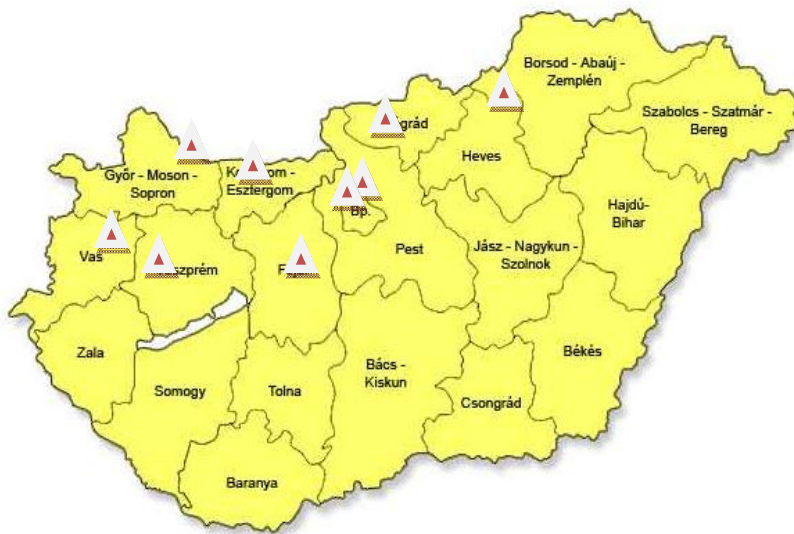 Borsod - Abaúj -
Zemplén
Szabolcs - Szatmár -
Bereg
Heves
Győr - Moson -
Sopron
Esztergom
Hajdú-
Bihar
Bp.
Vas
Pest
Jász - Nagykun -
Szolnok
Zala
Somogy
Tolna
Bács -
Kiskun
Békés
Csongrád
Baranya